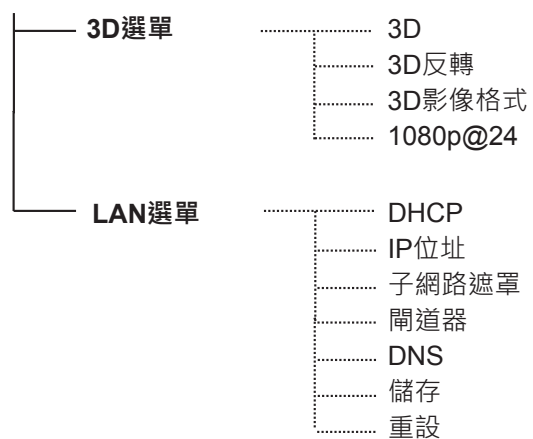 3D選單 3D
3D反轉
3D影像格式
1080p@24
LAN選單 DHCP
IP位址
子網路遮罩
閘道器
DNS
儲存
重設